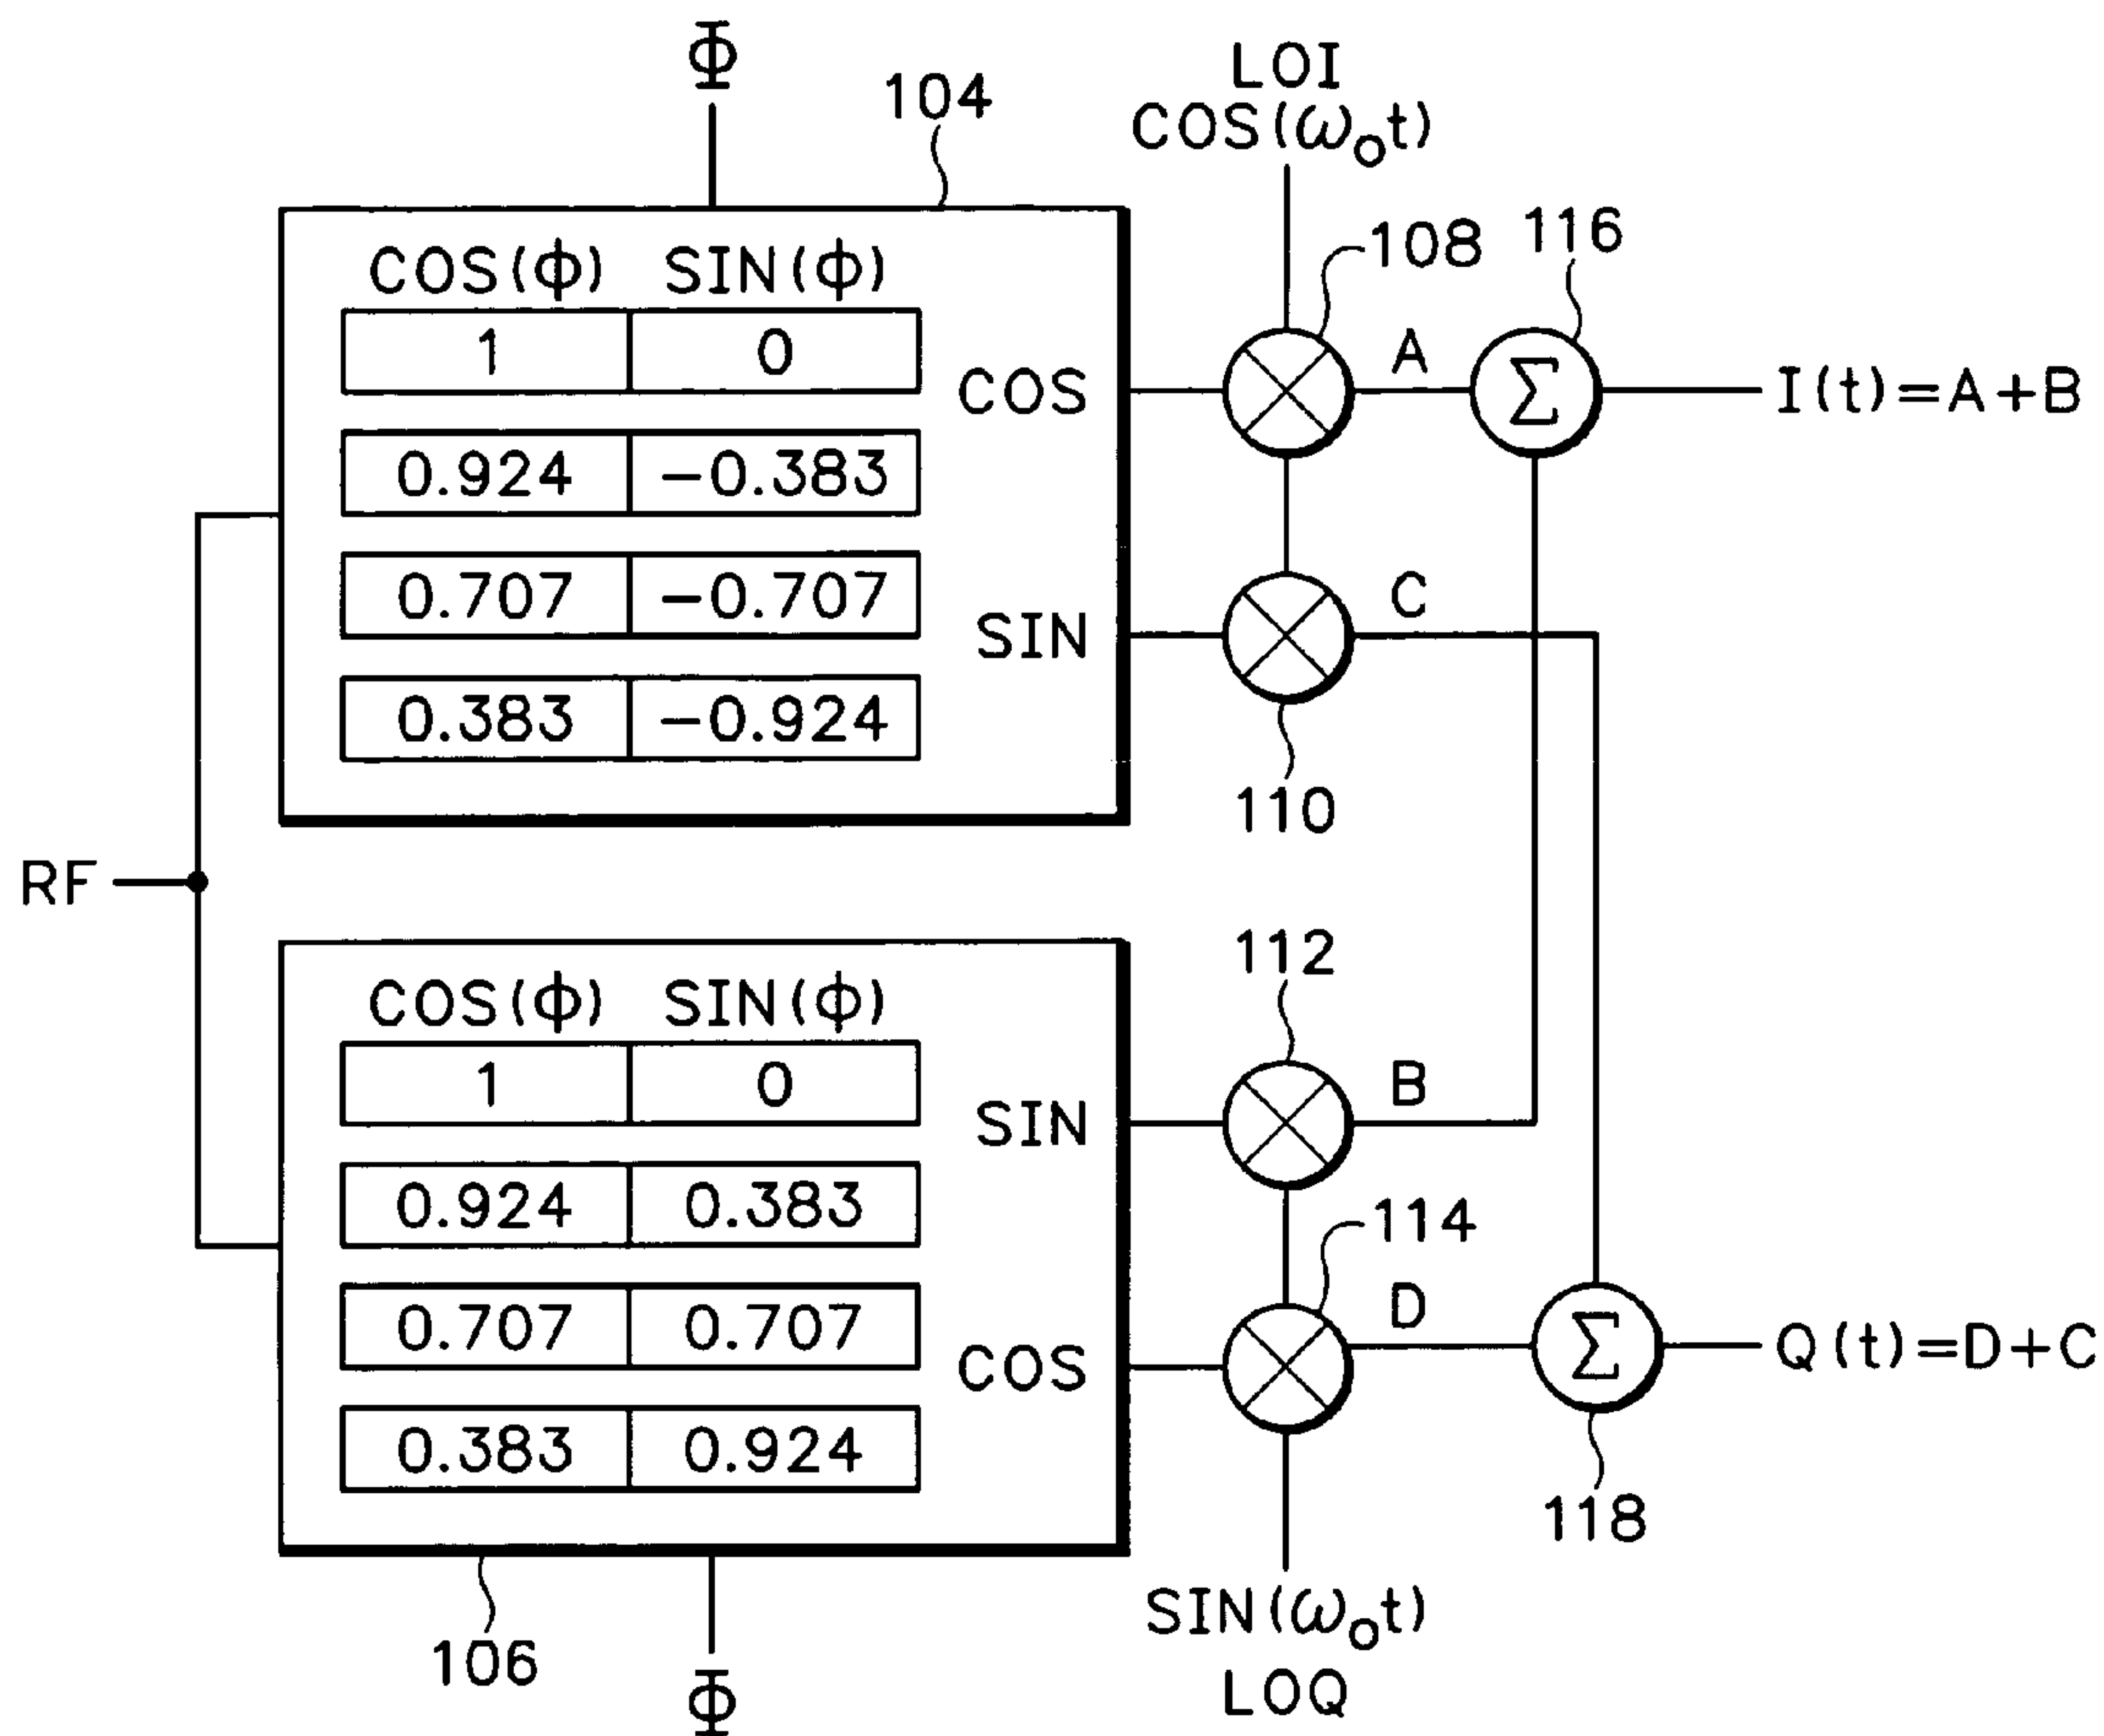 Φ
104
LOI
COS(ω₀t)
COS(ϕ) SIN(ϕ)
1 0
0.924 −0.383
0.707 −0.707
0.383 −0.924
COS
SIN
108
A
116
Σ
I(t)=A+B
C
110
RF
COS(ϕ) SIN(ϕ)
1 0
0.924 0.383
0.707 0.707
0.383 0.924
SIN
COS
112
B
114
D
Σ
Q(t)=D+C
118
106
Φ
SIN(ω₀t)
LOQ